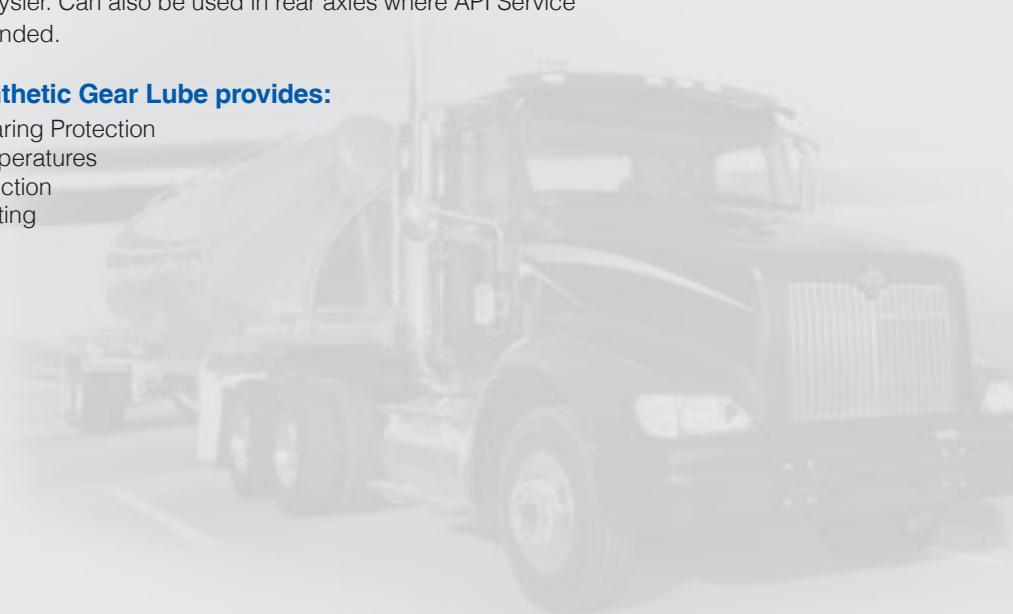 ysler. Can also be used in rear axles where API Service
nded.
thetic Gear Lube provides:
aring Protection
peratures
ction
ting